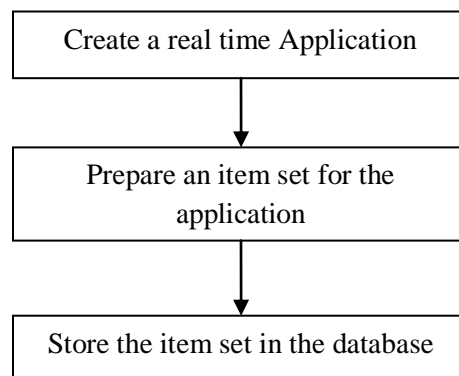 Create a real time Application
Prepare an item set for the
application
Store the item set in the database